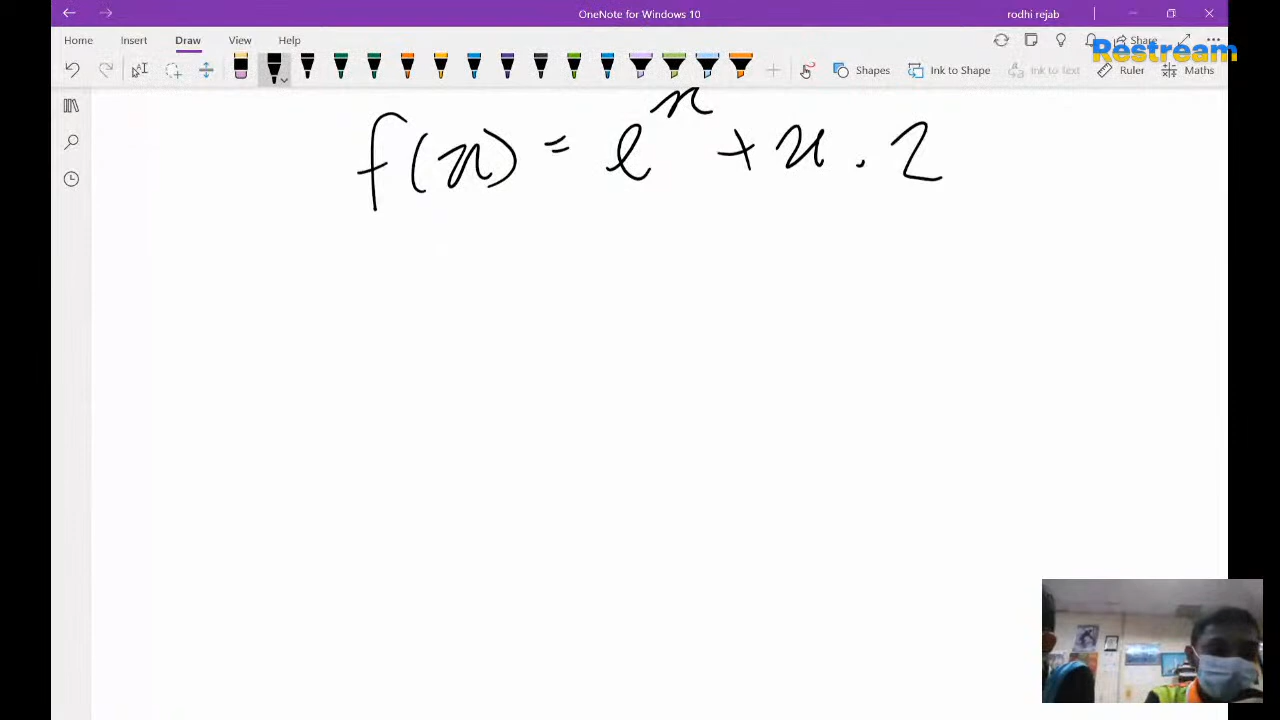 OneNote for Windows 10
rodhi rejab
Home Insert Draw View Help
Share
Restream
Shapes Ink to Shape Ink to Text Ruler Maths
f(x) = e^x + x . 2